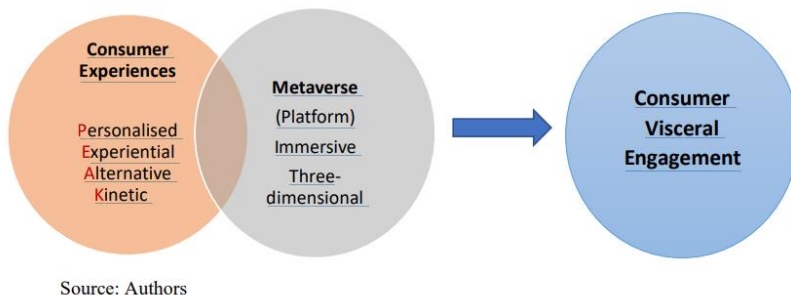 Consumer
Experiences
Personalised
Experiential
Alternative
Kinetic
Metaverse
(Platform)
Immersive
Three-
dimensional
Consumer
Visceral
Engagement
Source: Authors